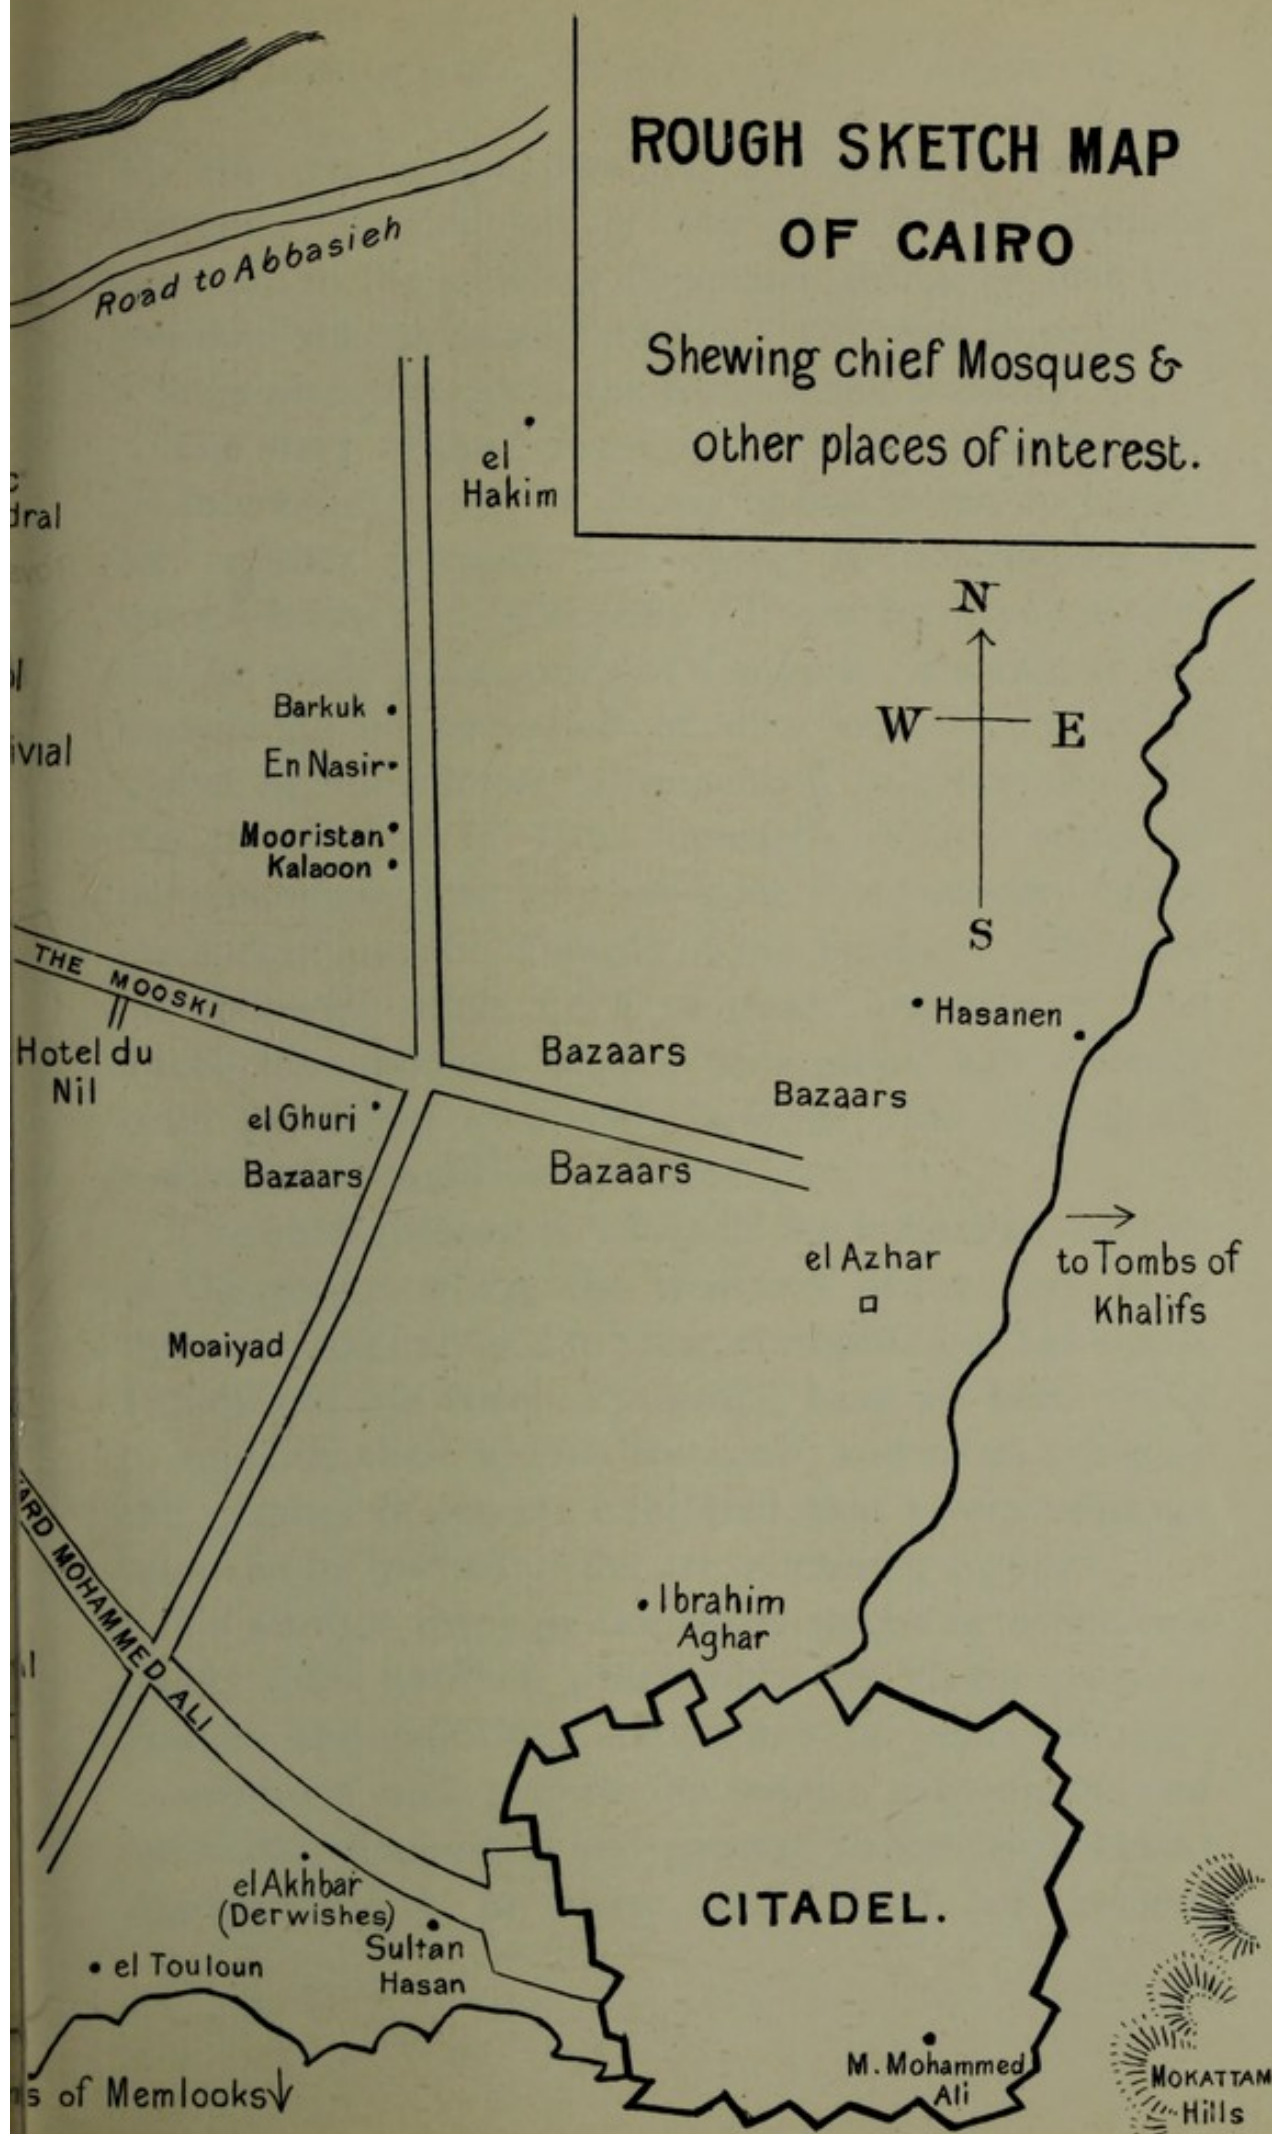 ROUGH SKETCH MAP
OF CAIRO
Shewing chief Mosques &
other places of interest.
Road to Abbasieh
el
Hakim
dral
N
W E
S
Barkuk
ivial
En Nasir
Mooristan
Kalaoon
THE MOOSKI
Hotel du
Nil
Hasanen
Bazaars
Bazaars
el Ghuri
Bazaars
Bazaars
el Azhar
to Tombs of
Khalifs
Moaiyad
ARD MOHAMMED ALI
Ibrahim
Aghar
el Akhbar
(Derwishes)
Sultan
Hasan
el Touloun
CITADEL.
M. Mohammed
Ali
MOKATTAM
Hills
s of Memlooks